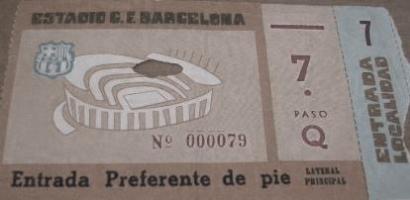 ESTADIO C. F. BARCELONA
Nº 000079
Entrada Preferente de pie
LATERAL
PRINCIPAL
7.
PASO
Q
7
ENTRADA
LOCALIDAD